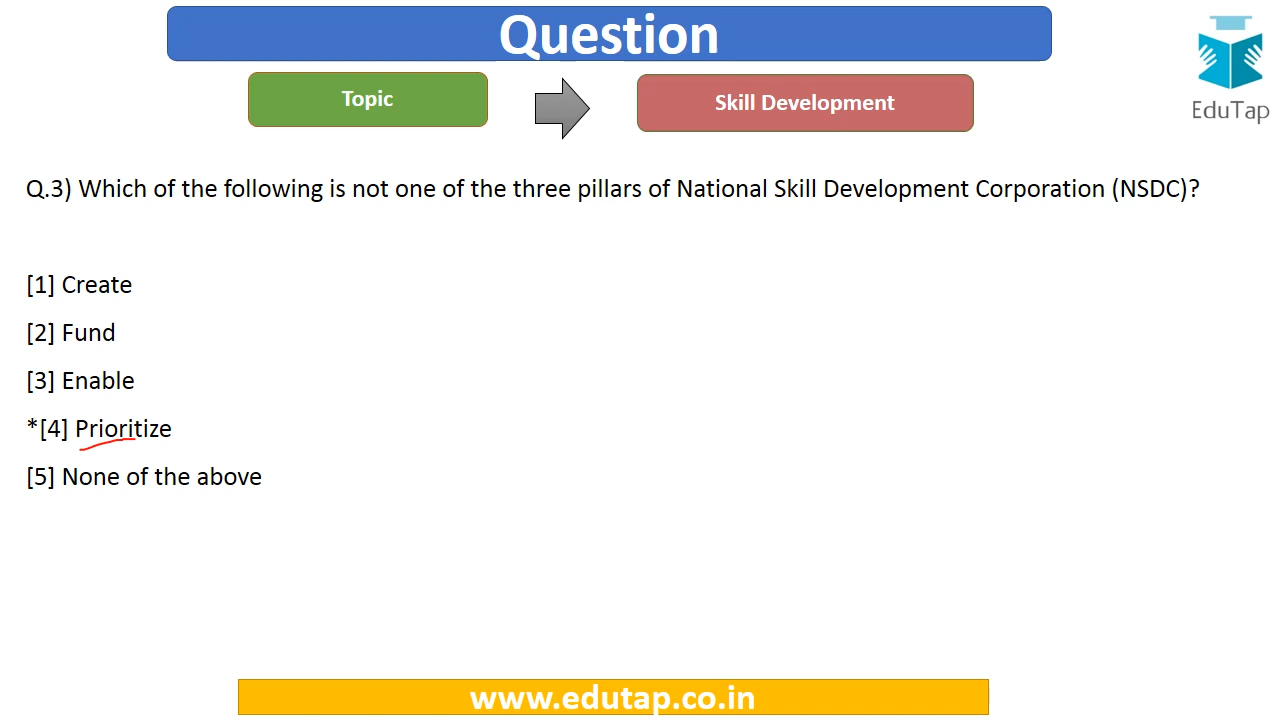 Question
EduTap
Topic
Skill Development
Q.3) Which of the following is not one of the three pillars of National Skill Development Corporation (NSDC)?
[1] Create
[2] Fund
[3] Enable
*[4] Prioritize
[5] None of the above
www.edutap.co.in